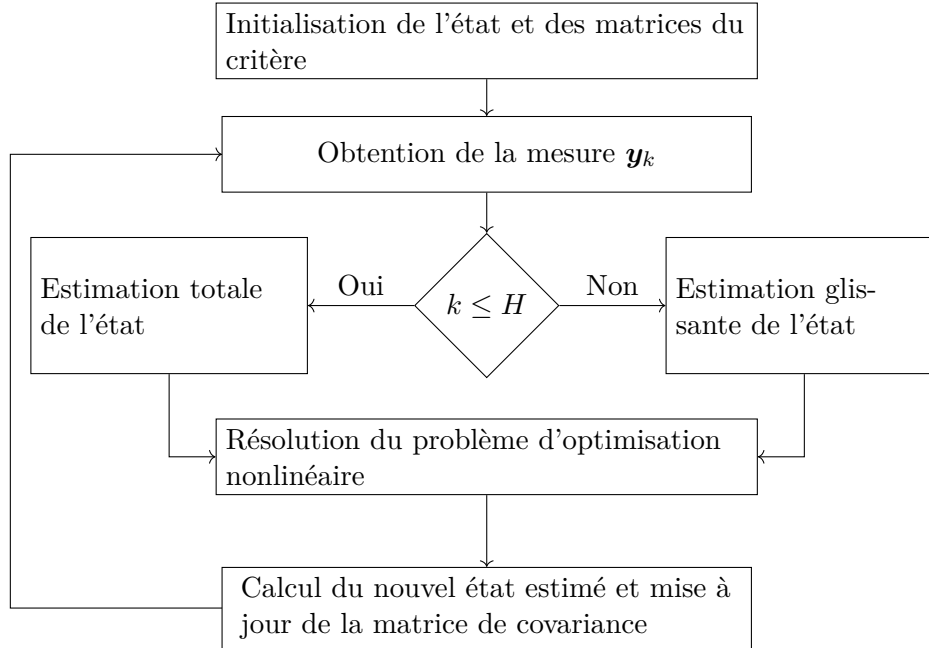 Initialisation de l'état et des matrices du
critère
Obtention de la mesure y_k
Oui
k ≤ H
Non
Estimation totale
de l'état
Estimation glis-
sante de l'état
Résolution du problème d'optimisation
nonlinéaire
Calcul du nouvel état estimé et mise à
jour de la matrice de covariance